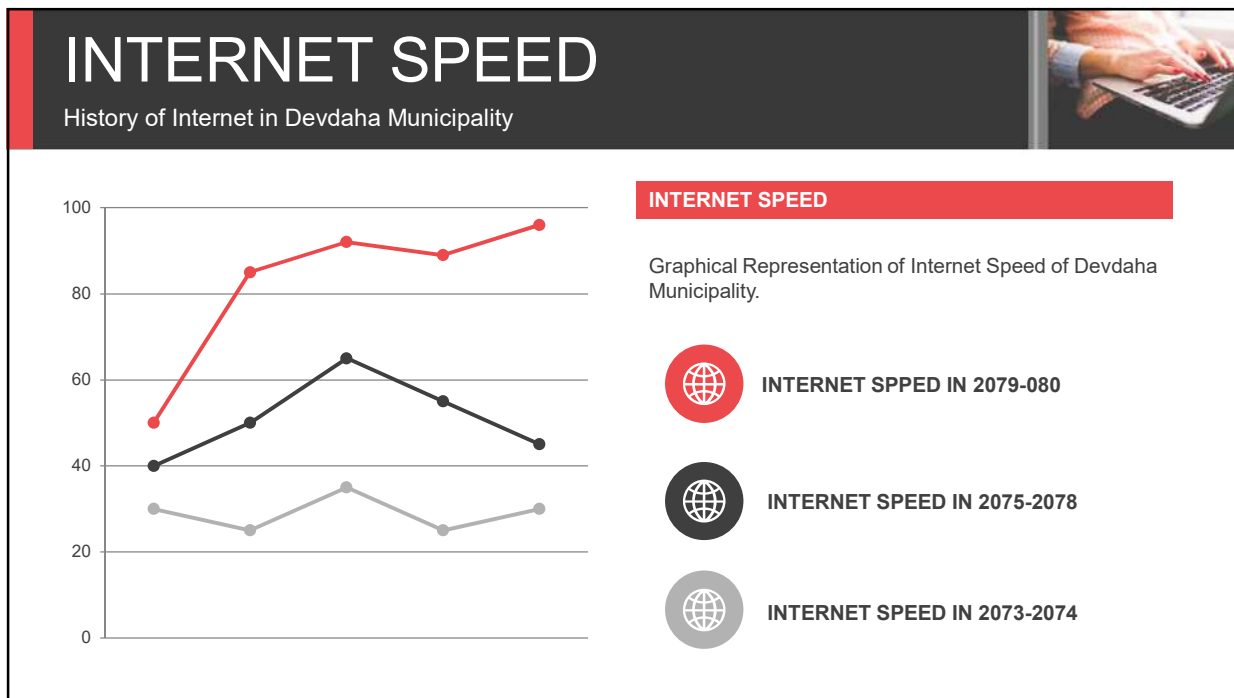 INTERNET SPEED
History of Internet in Devdaha Municipality
100
80
60
40
20
0
INTERNET SPEED
Graphical Representation of Internet Speed of Devdaha
Municipality.
INTERNET SPPED IN 2079-080
INTERNET SPEED IN 2075-2078
INTERNET SPEED IN 2073-2074